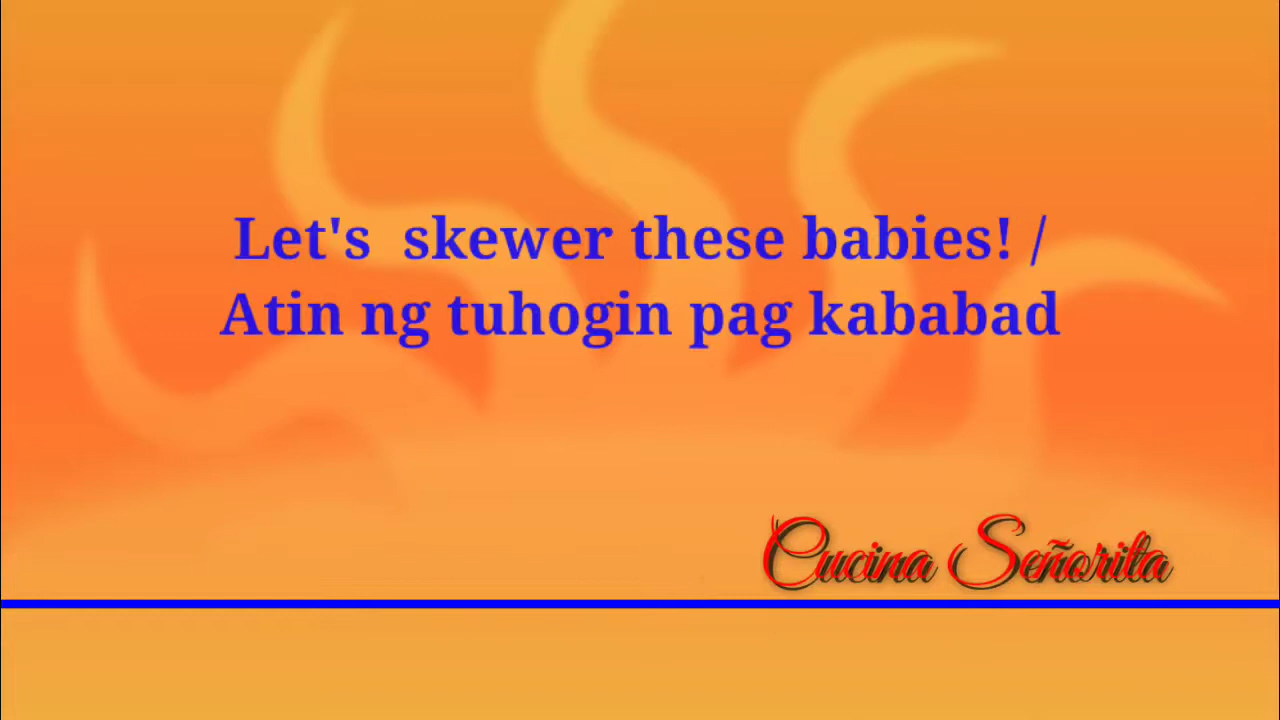 Let's skewer these babies! /
Atin ng tuhogin pag kababad
Cucina Señorita